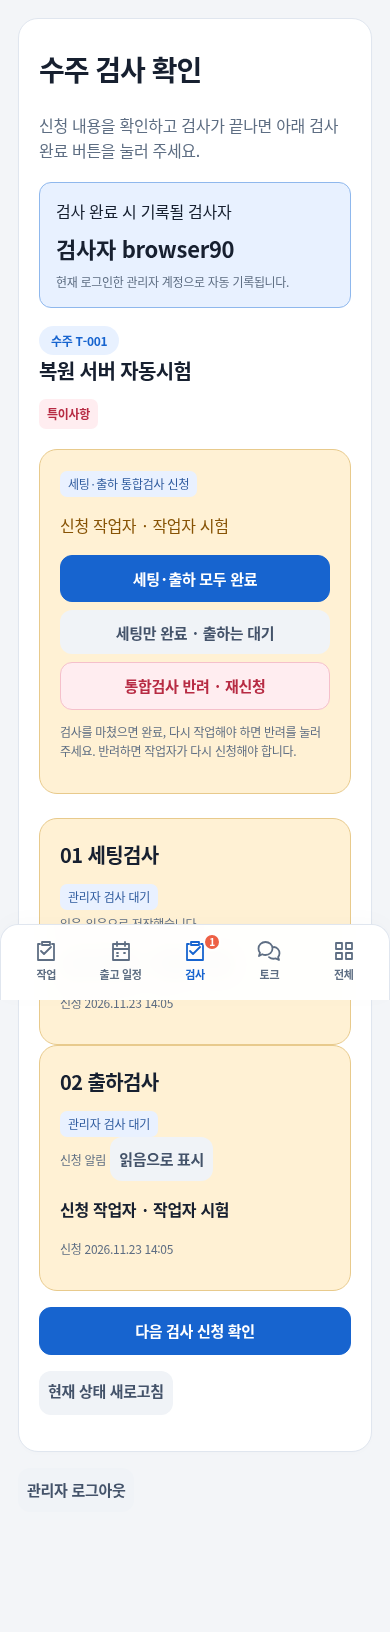 수주 검사 확인
신청 내용을 확인하고 검사가 끝나면 아래 검사
완료 버튼을 눌러 주세요.
검사 완료 시 기록될 검사자
검사자 browser90
현재 로그인한 관리자 계정으로 자동 기록됩니다.
수주 T-001
복원 서버 자동시험
특이사항
세팅·출하 통합검사 신청
신청 작업자 · 작업자 시험
세팅·출하 모두 완료
세팅만 완료 · 출하는 대기
통합검사 반려 · 재신청
검사를 마쳤으면 완료, 다시 작업해야 하면 반려를 눌러
주세요. 반려하면 작업자가 다시 신청해야 합니다.
01 세팅검사
관리자 검사 대기
1
작업
출고 일정
검사
토크
전체
신청 2026.11.23 14:05
02 출하검사
관리자 검사 대기
신청 알림 읽음으로 표시
신청 작업자 · 작업자 시험
신청 2026.11.23 14:05
다음 검사 신청 확인
현재 상태 새로고침
관리자 로그아웃